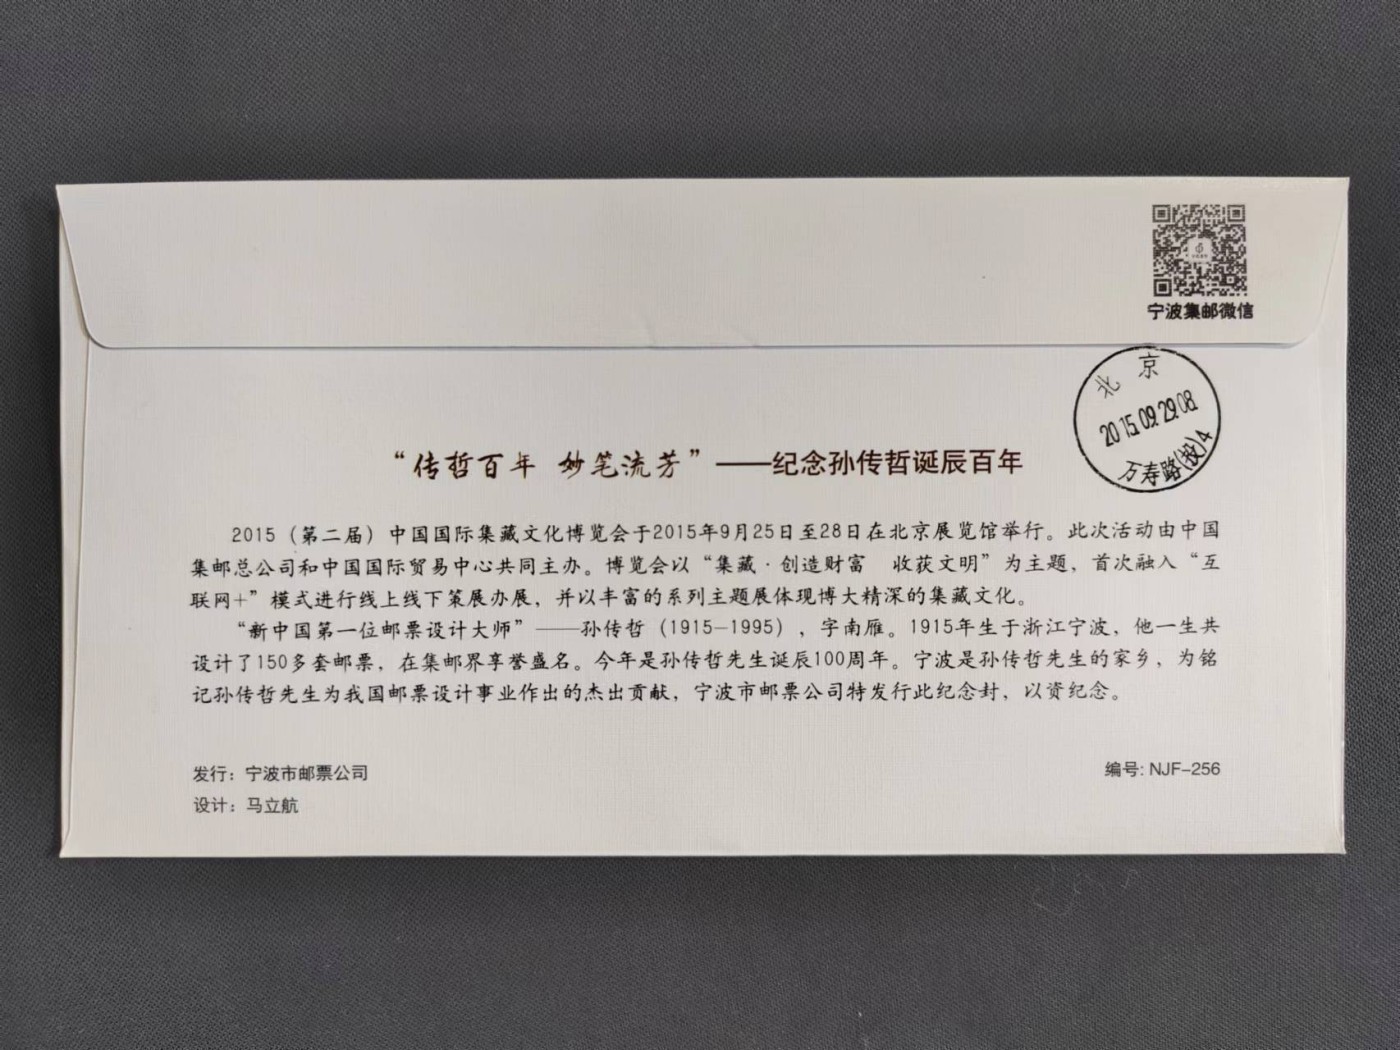 宁波集邮微信
北京
2015.09.29.08
万寿路(投)4
“传哲百年 妙笔流芳”——纪念孙传哲诞辰百年
2015（第二届）中国国际集藏文化博览会于2015年9月25日至28日在北京展览馆举行。此次活动由中国
集邮总公司和中国国际贸易中心共同主办。博览会以“集藏·创造财富　收获文明”为主题，首次融入“互
联网+”模式进行线上线下策展办展，并以丰富的系列主题展体现博大精深的集藏文化。
“新中国第一位邮票设计大师”——孙传哲（1915—1995），字南雁。1915年生于浙江宁波，他一生共
设计了150多套邮票，在集邮界享誉盛名。今年是孙传哲先生诞辰100周年。宁波是孙传哲先生的家乡，为铭
记孙传哲先生为我国邮票设计事业作出的杰出贡献，宁波市邮票公司特发行此纪念封，以资纪念。
发行：宁波市邮票公司
编号: NJF-256
设计：马立航